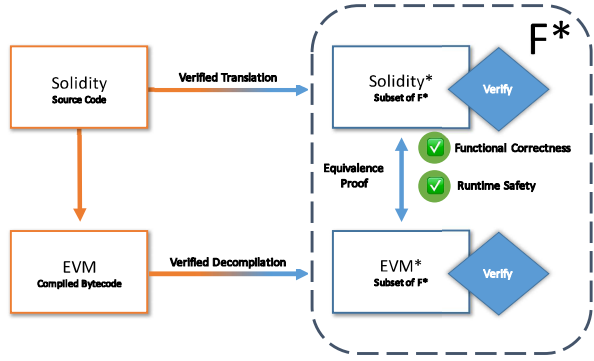 F*
Solidity
Source Code
Verified Translation
Solidity*
Subset of F*
Verify
Functional Correctness
Equivalence
Proof
Runtime Safety
EVM
Compiled Bytecode
Verified Decompilation
EVM*
Subset of F*
Verify